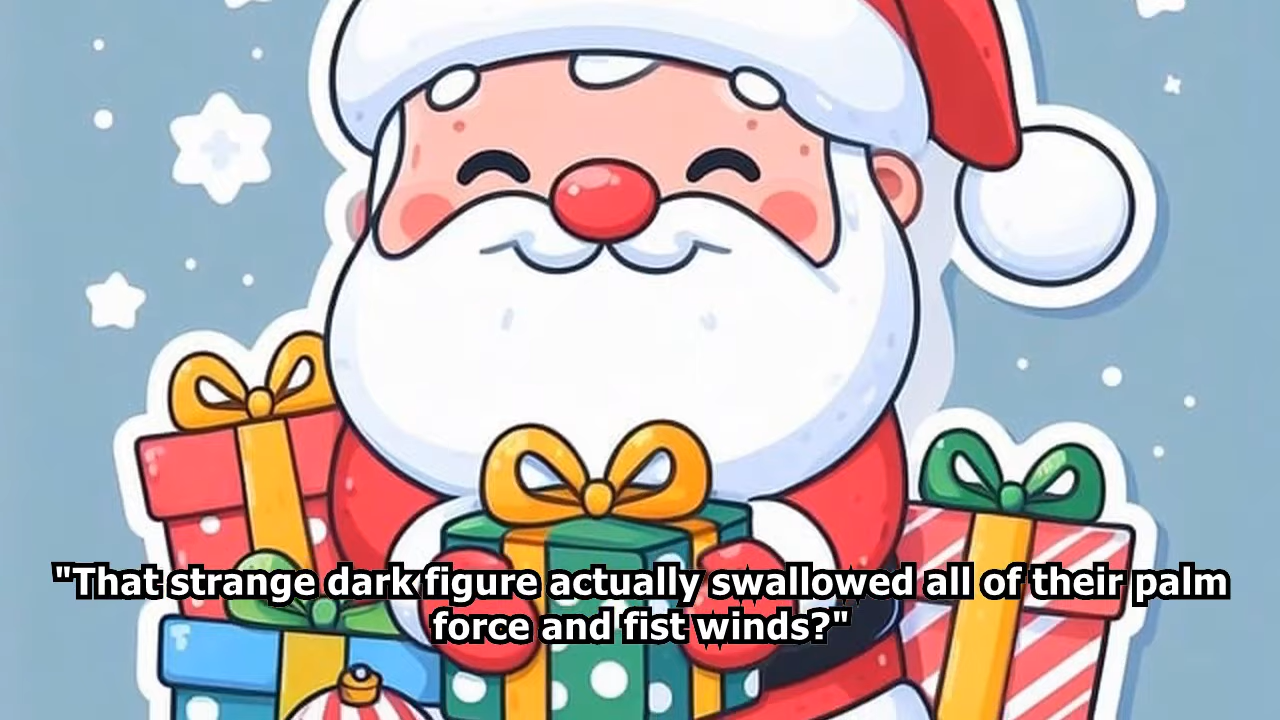 "That strange dark figure actually swallowed all of their palm
force and fist winds?"